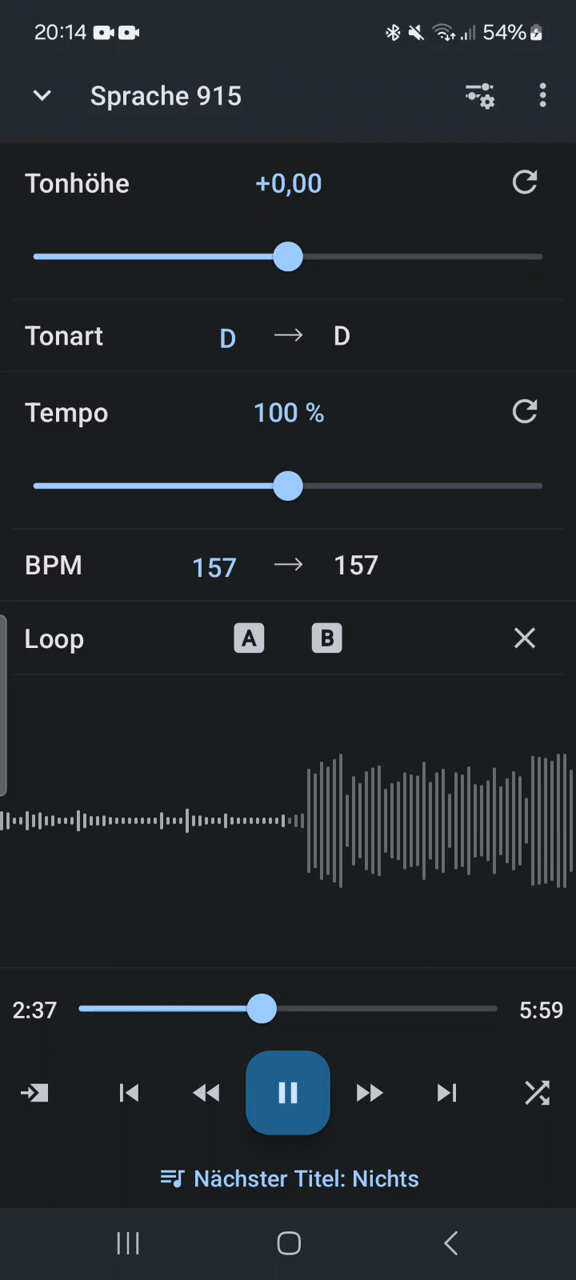 20:14 54%
Sprache 915
Tonhöhe +0,00
Tonart D → D
Tempo 100 %
BPM 157 → 157
Loop A B
2:37 5:59
Nächster Titel: Nichts